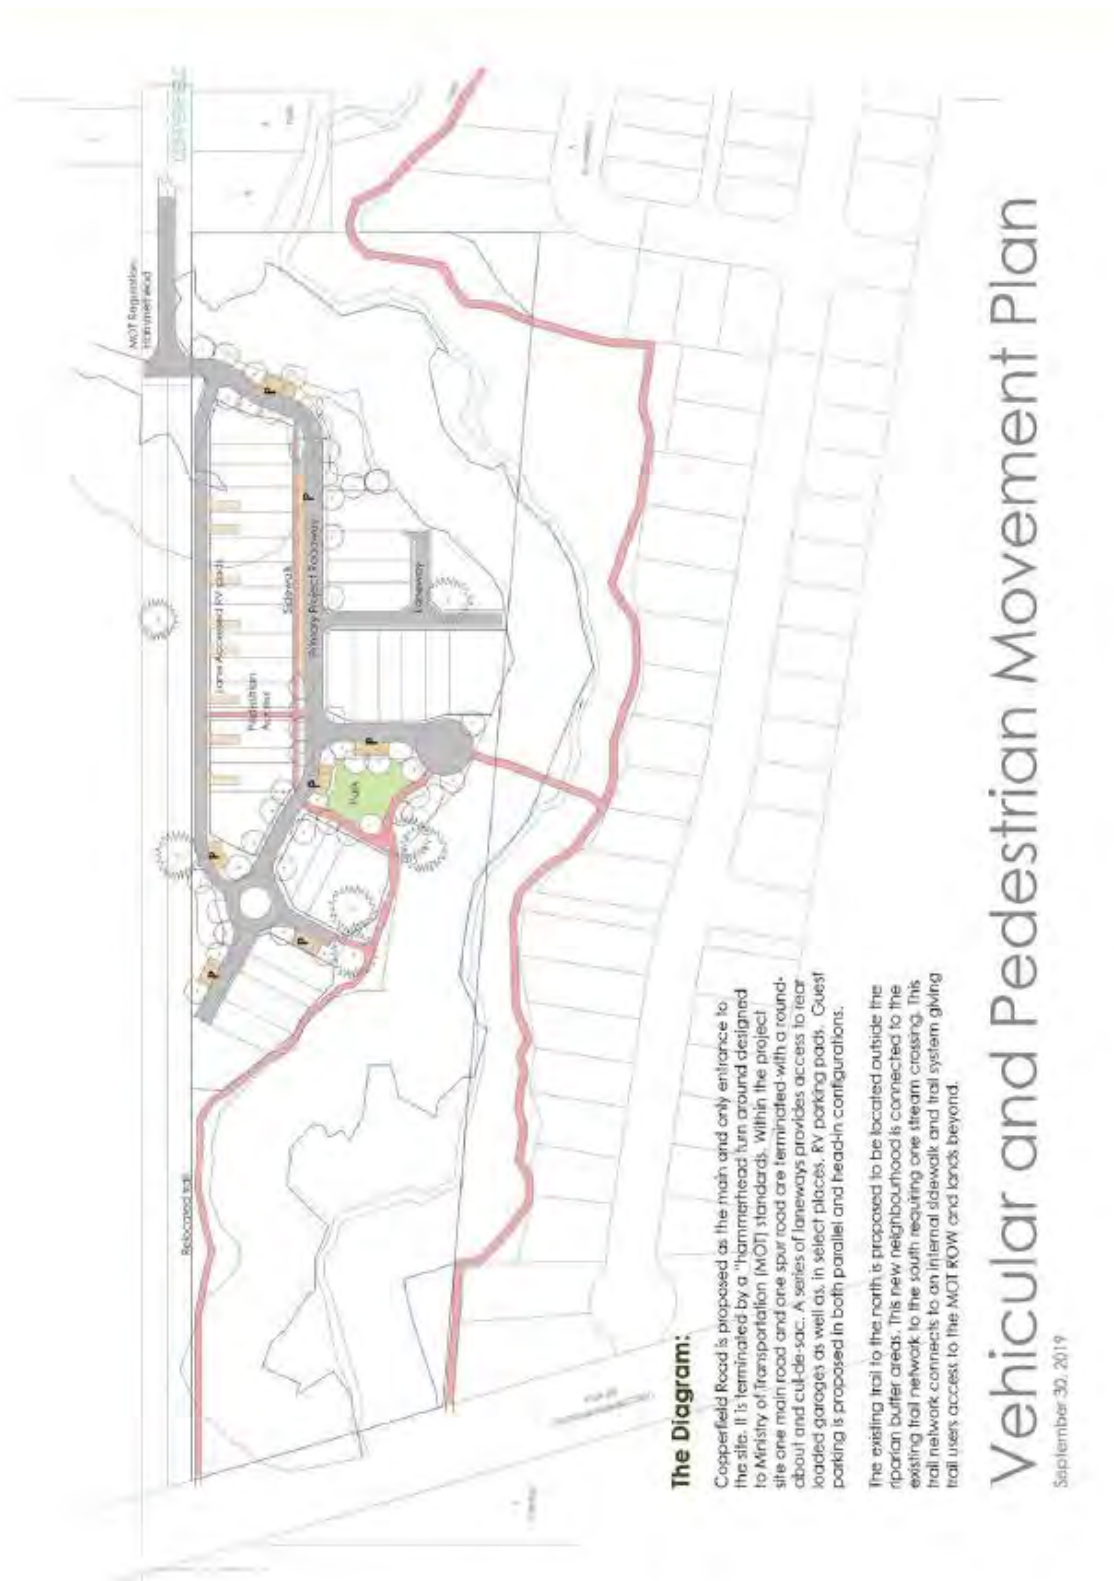 COPPERFIELD
MOT Regulation
Hammerhead
Lane Accessed RV pads
Sidewalk
Primary Project Roadway
Pedestrian
Access
Laneway
Park
P
P
P
P
P
P
P
Relocated trail
The Diagram:
Copperfield Road is proposed as the main and only entrance to
the site. It is terminated by a "hammerhead turn around designed
to Ministry of Transportation (MOT) standards. Within the project
site one main road and one spur road are terminated with a round-
about and cul-de-sac. A series of laneways provides access to rear
loaded garages as well as, in select places, RV parking pads. Guest
parking is proposed in both parallel and head-in configurations.
The existing trail to the north is proposed to be located outside the
riparian buffer areas. This new neighbourhood is connected to the
existing trail network to the south requiring one stream crossing. This
trail network connects to an internal sidewalk and trail system giving
trail users access to the MOT ROW and lands beyond.
Vehicular and Pedestrian Movement Plan
September 30, 2019